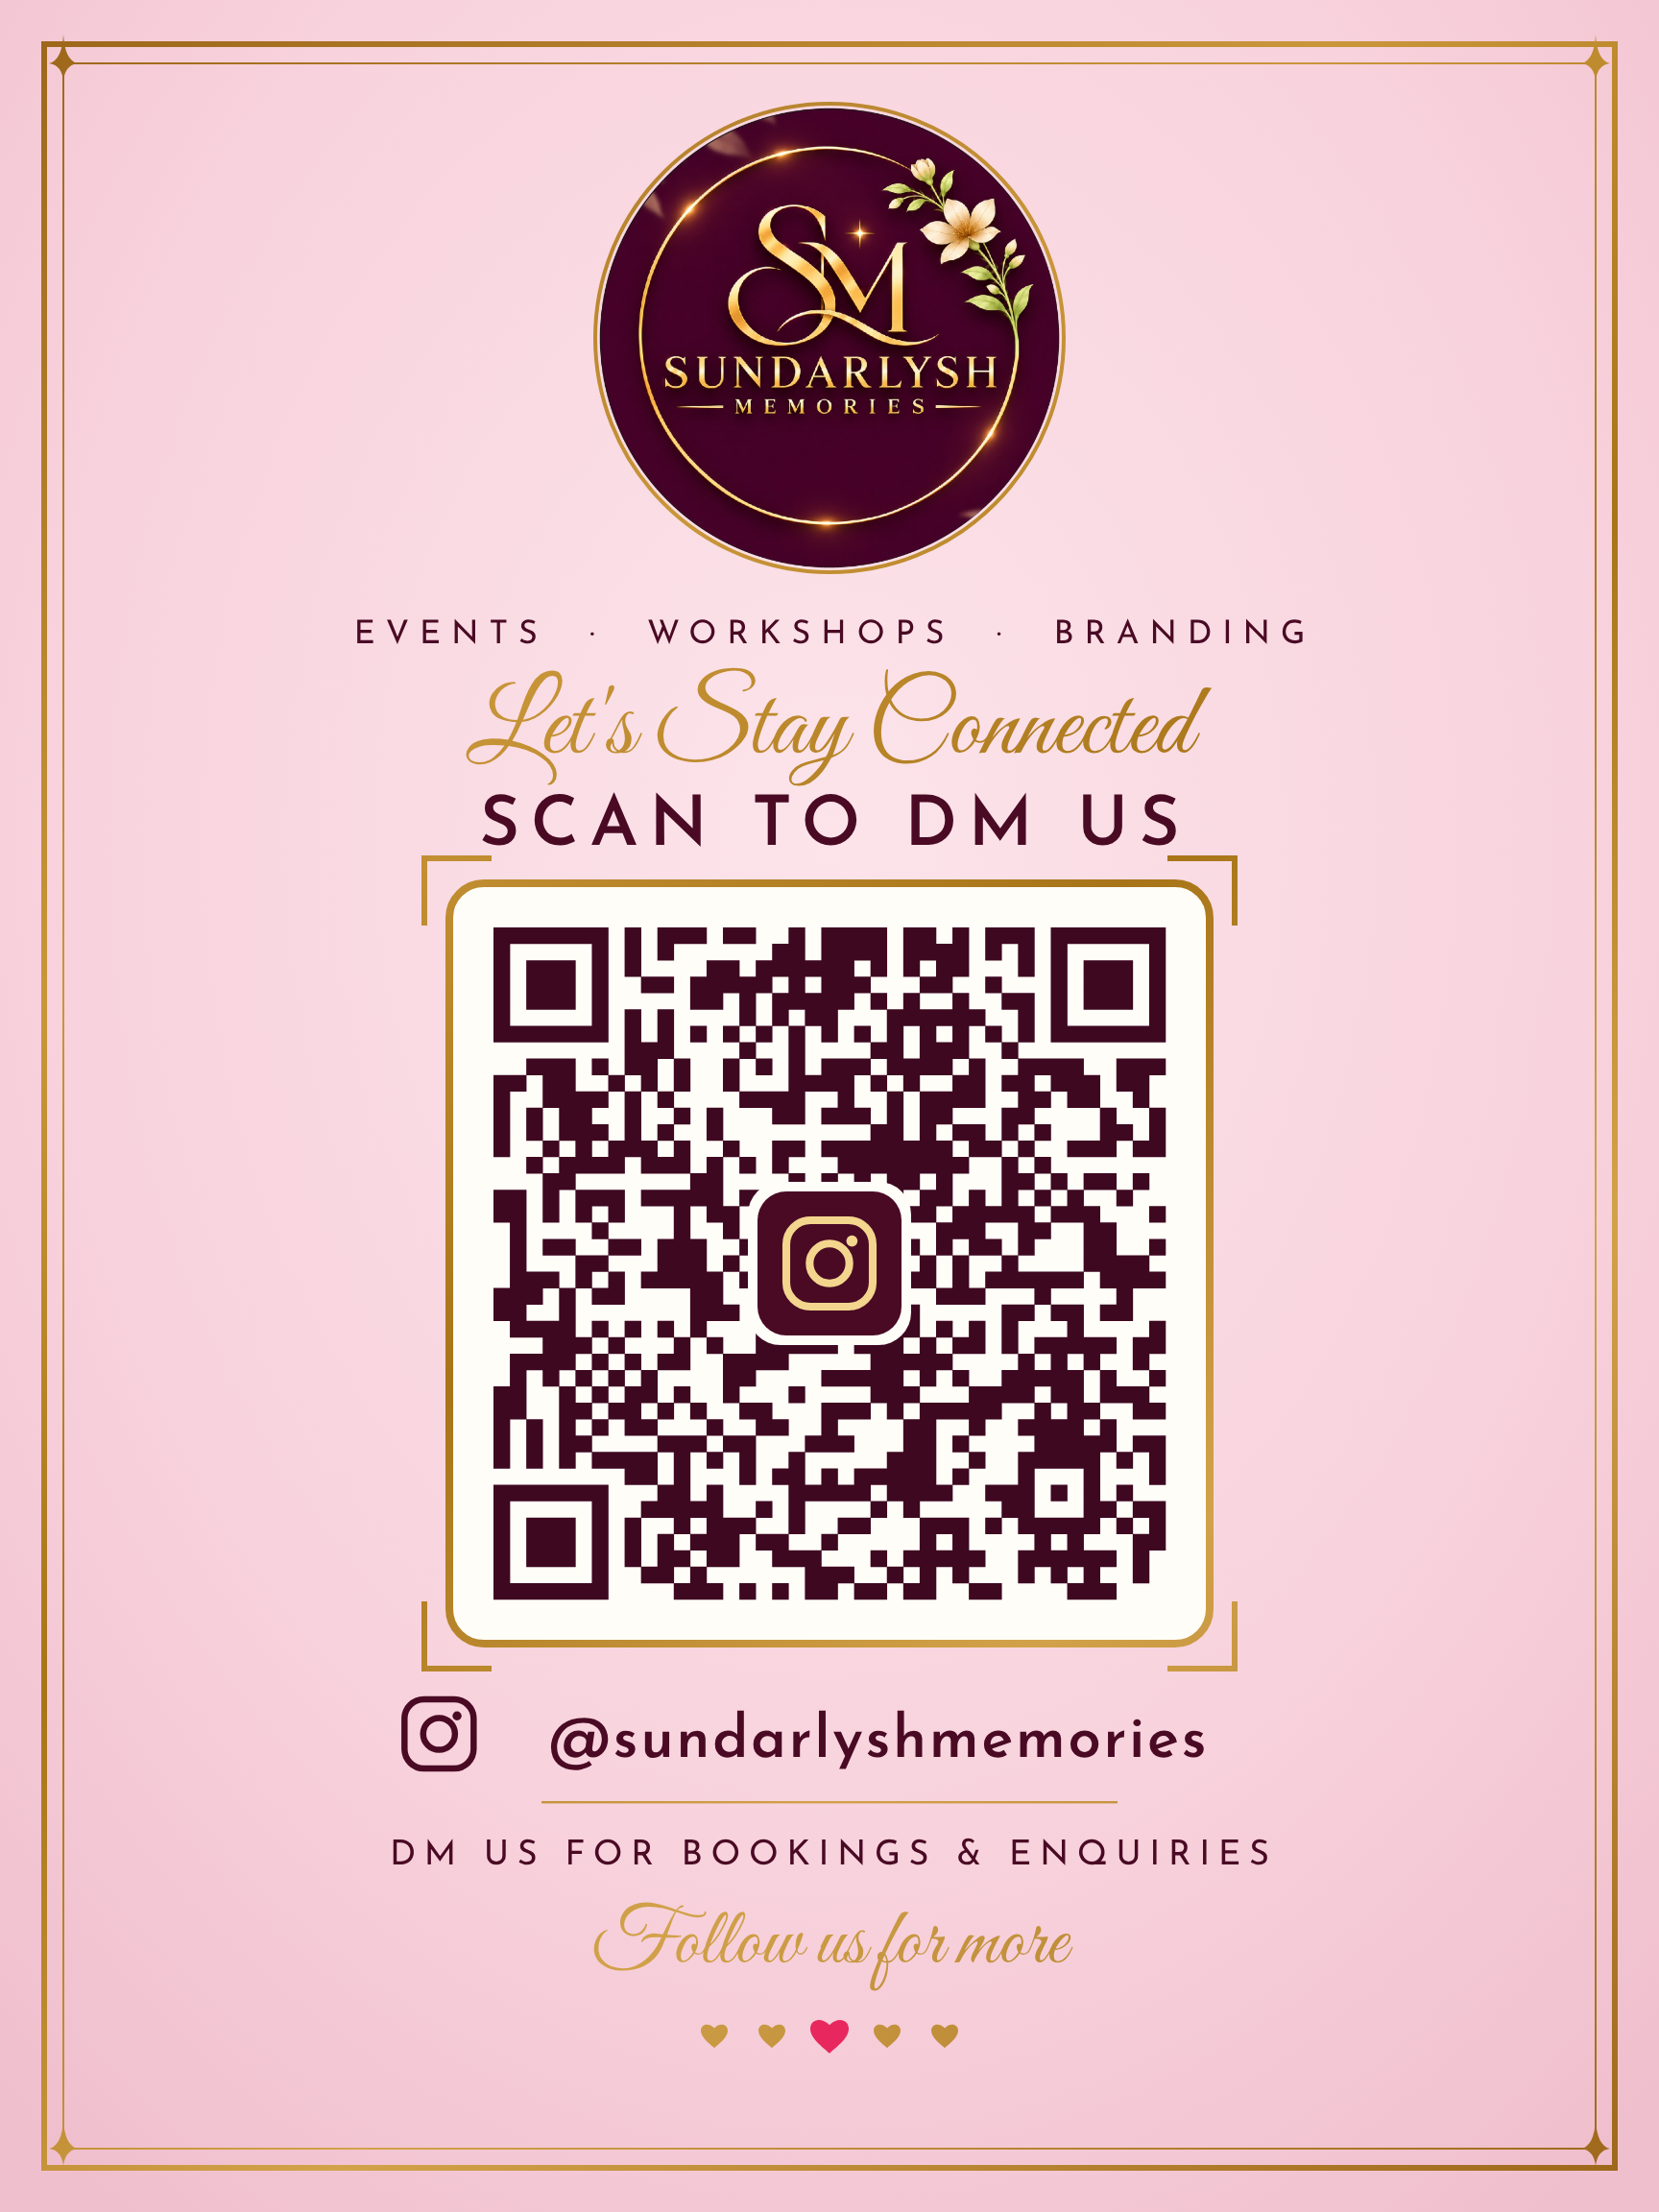 SM
SUNDARLYSH
MEMORIES
EVENTS · WORKSHOPS · BRANDING
Let's Stay Connected
SCAN TO DM US
@sundarlyshmemories
DM US FOR BOOKINGS & ENQUIRIES
Follow us for more